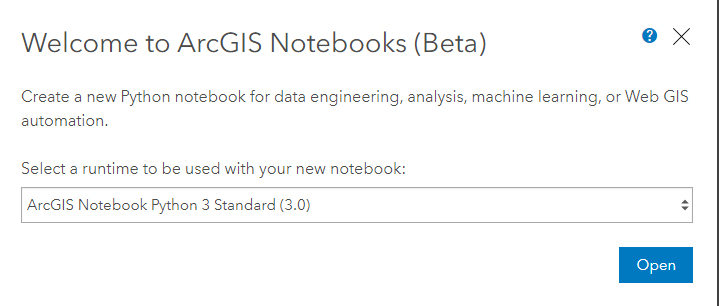 Welcome to ArcGIS Notebooks (Beta)
?
Create a new Python notebook for data engineering, analysis, machine learning, or Web GIS
automation.
Select a runtime to be used with your new notebook:
ArcGIS Notebook Python 3 Standard (3.0)
Open